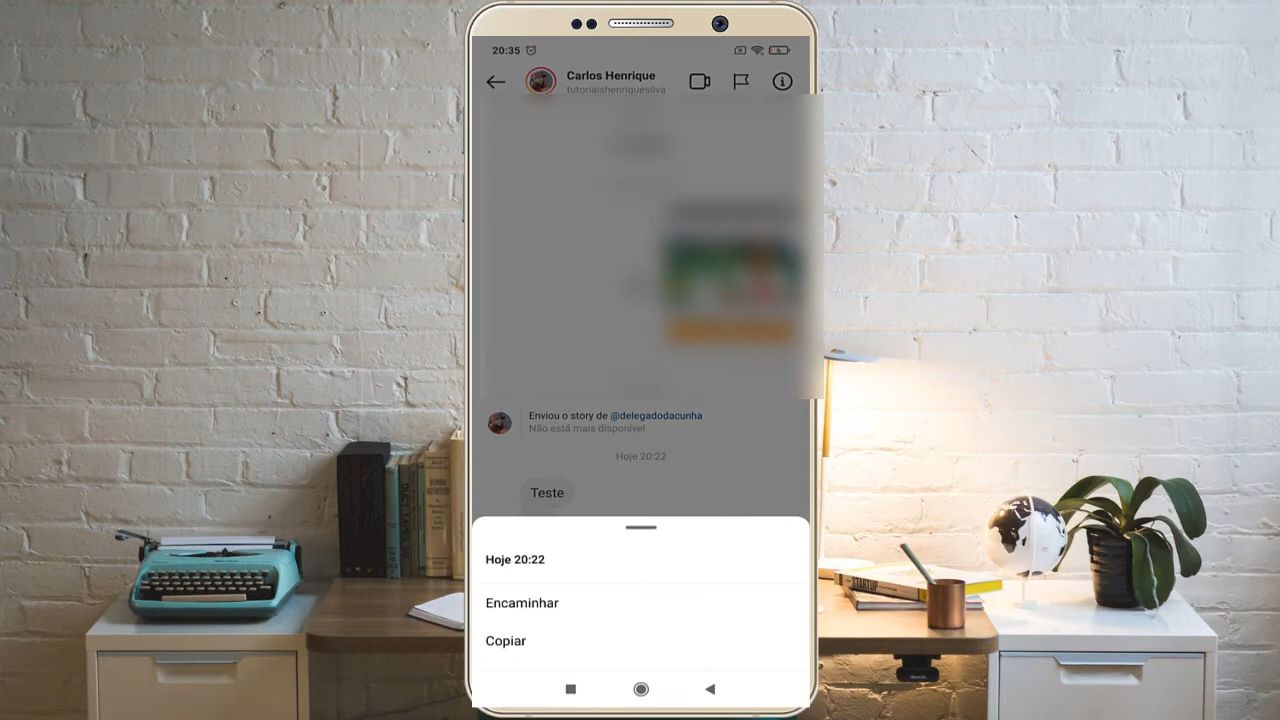 20:35
Carlos Henrique
tutoriaishenriquesilva
Enviou o story de @delegadodacunha
Não está mais disponível
Hoje 20:22
Teste
Hoje 20:22
Encaminhar
Copiar
STARTUP